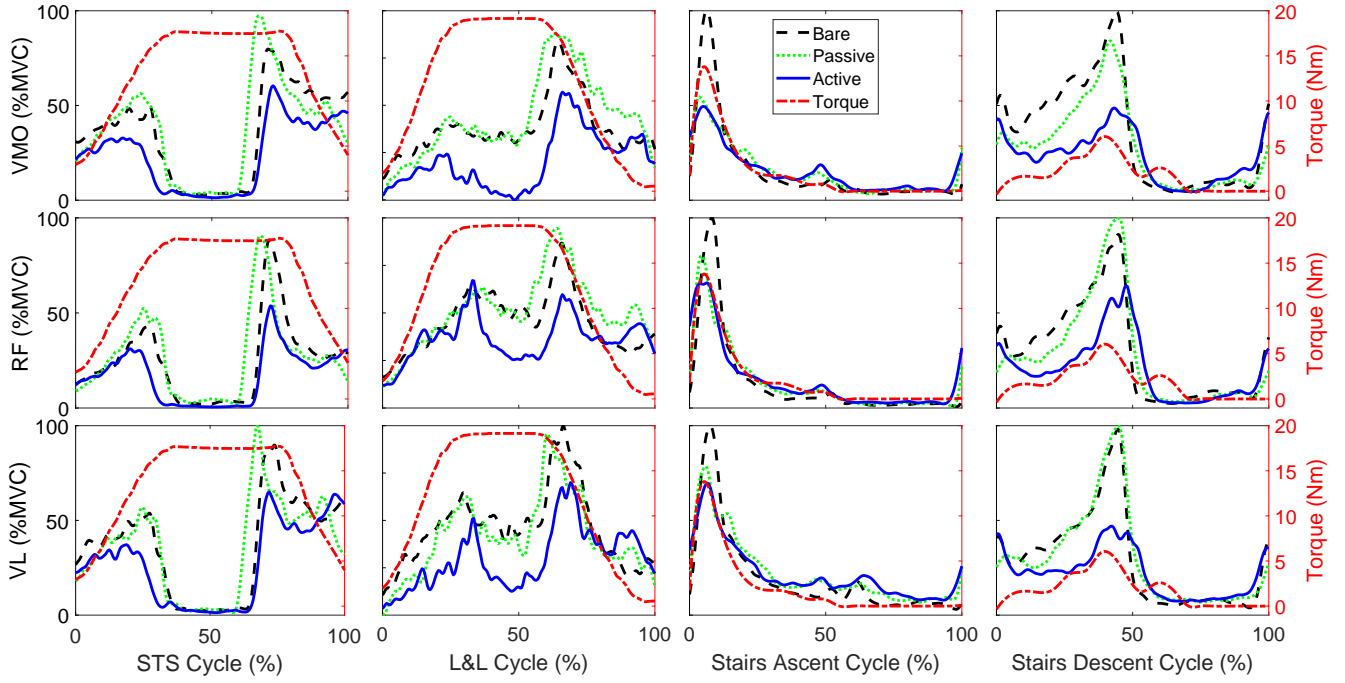 100
50
0
VMO (%MVC)
Bare
Passive
Active
Torque
20
15
10
5
0
Torque (Nm)
100
50
0
RF (%MVC)
20
15
10
5
0
Torque (Nm)
100
50
0
VL (%MVC)
20
15
10
5
0
Torque (Nm)
0 50 100
0 50 100
0 50 100
0 50 100
STS Cycle (%)
L&L Cycle (%)
Stairs Ascent Cycle (%)
Stairs Descent Cycle (%)